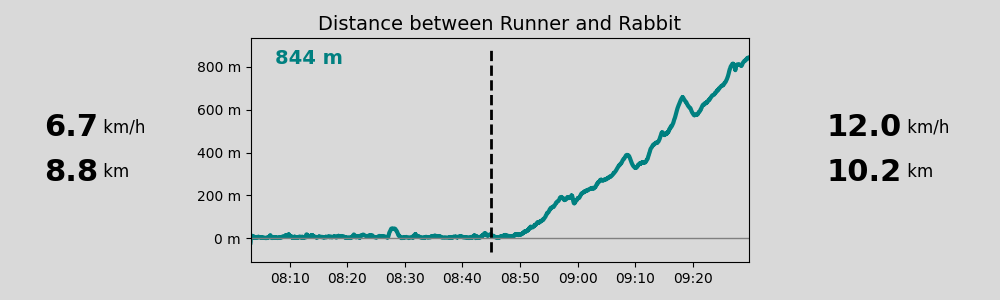 Distance between Runner and Rabbit
844 m
800 m
600 m
400 m
200 m
0 m
08:10 08:20 08:30 08:40 08:50 09:00 09:10 09:20
6.7 km/h
8.8 km
12.0 km/h
10.2 km